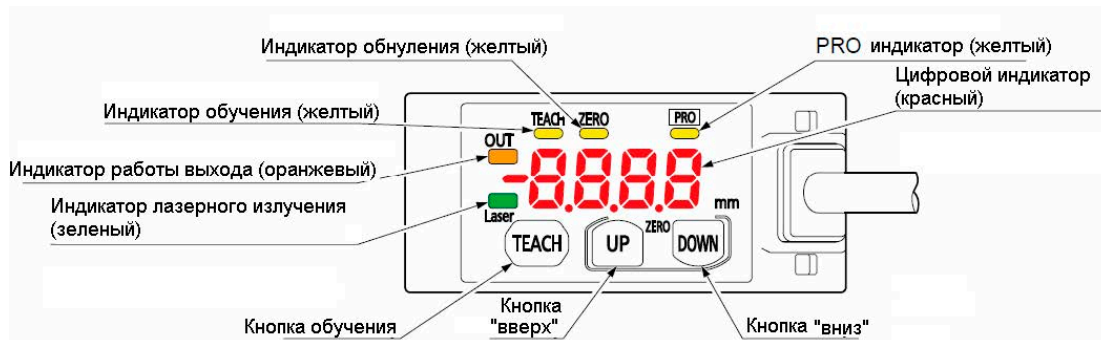 Индикатор обнуления (желтый)
PRO индикатор (желтый)
Цифровой индикатор
(красный)
Индикатор обучения (желтый)
TEACH ZERO PRO
OUT
Индикатор работы выхода (оранжевый)
-8.8.8.8
mm
Индикатор лазерного излучения
(зеленый)
Laser
ZERO
TEACH UP DOWN
Кнопка обучения
Кнопка
"вверх"
Кнопка "вниз"